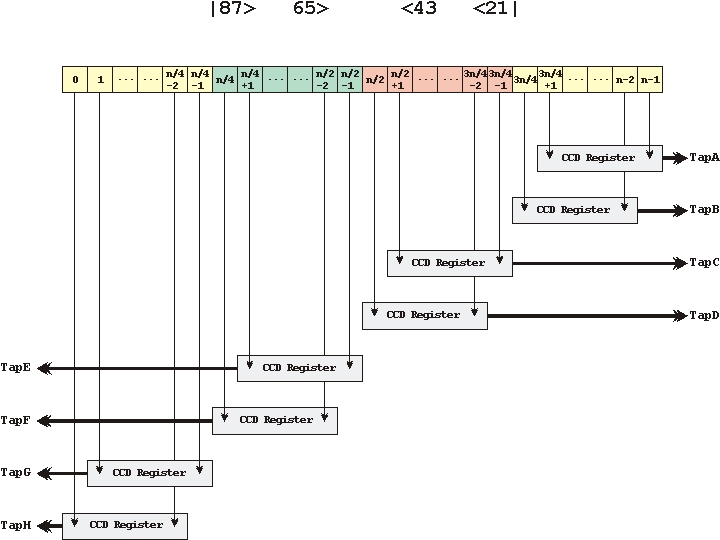 |87> 65> <43 <21|
0 1 ... ... n/4-2 n/4-1 n/4 n/4+1 ... ... n/2-2 n/2-1 n/2 n/2+1 ... ... 3n/4-2 3n/4-1 3n/4 3n/4+1 ... ... n-2 n-1
CCD Register TapA
CCD Register TapB
CCD Register TapC
CCD Register TapD
TapE CCD Register
TapF CCD Register
TapG CCD Register
TapH CCD Register